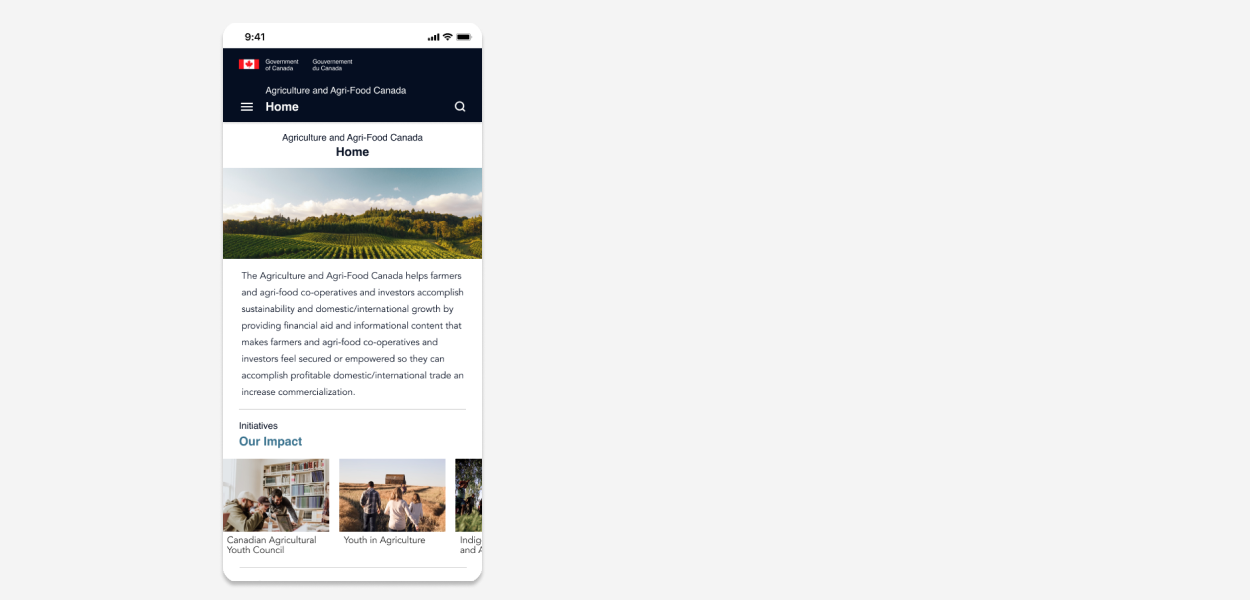 9:41
Government of Canada
Gouvernement du Canada
Agriculture and Agri-Food Canada
Home
Agriculture and Agri-Food Canada
Home
The Agriculture and Agri-Food Canada helps farmers
and agri-food co-operatives and investors accomplish
sustainability and domestic/international growth by
providing financial aid and informational content that
makes farmers and agri-food co-operatives and
investors feel secured or empowered so they can
accomplish profitable domestic/international trade an
increase commercialization.
Initiatives
Our Impact
Canadian Agricultural
Youth Council
Youth in Agriculture
and